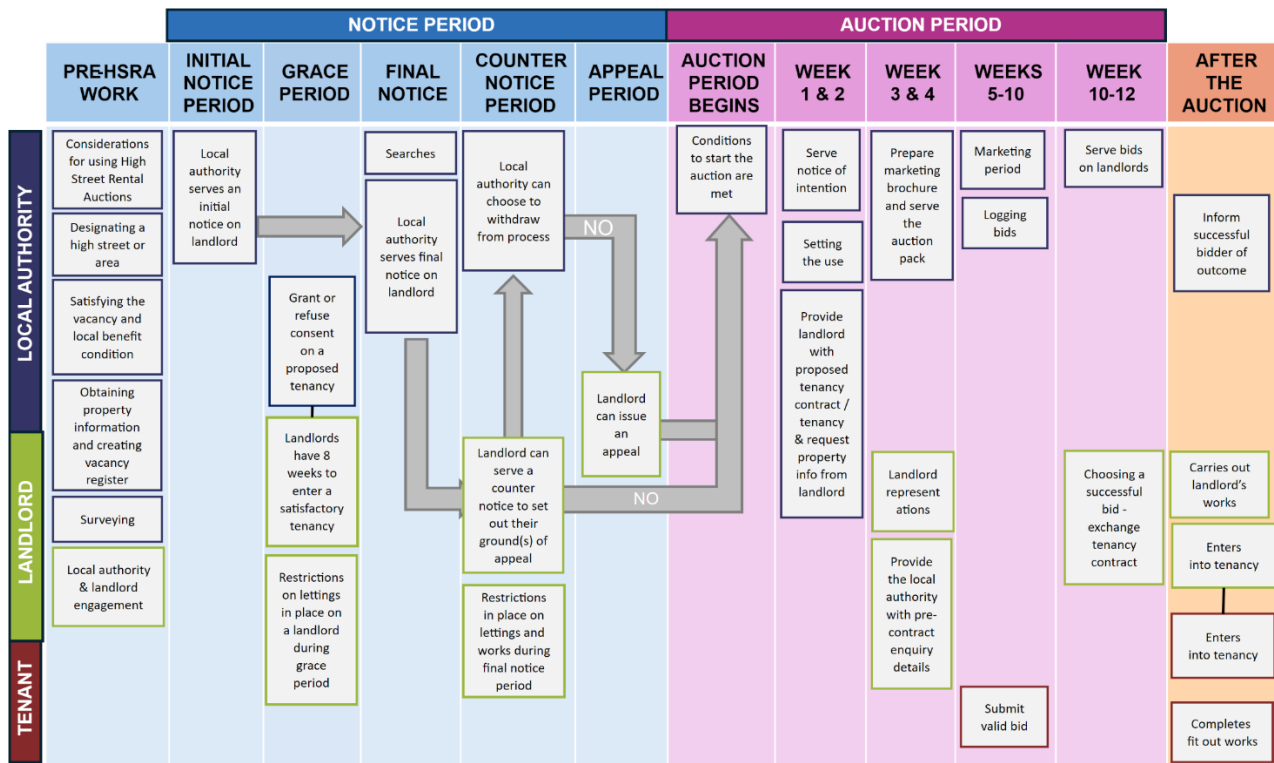 NOTICE PERIOD
AUCTION PERIOD
PRE-HSRA
WORK
INITIAL
NOTICE
PERIOD
GRACE
PERIOD
FINAL
NOTICE
COUNTER
NOTICE
PERIOD
APPEAL
PERIOD
AUCTION
PERIOD
BEGINS
WEEK
1 & 2
WEEK
3 & 4
WEEKS
5-10
WEEK
10-12
AFTER
THE
AUCTION
LOCAL AUTHORITY
LANDLORD
TENANT
Considerations
for using High
Street Rental
Auctions
Designating a
high street or
area
Satisfying the
vacancy and
local benefit
condition
Obtaining
property
information
and creating
vacancy
register
Surveying
Local authority
& landlord
engagement
Local
authority
serves an
initial
notice on
landlord
Grant or
refuse
consent
on a
proposed
tenancy
Landlords
have 8
weeks to
enter a
satisfactory
tenancy
Restrictions
on lettings
in place on
a landlord
during
grace
period
Searches
Local
authority
serves final
notice on
landlord
Local
authority can
choose to
withdraw
from process
Landlord can
serve a
counter
notice to set
out their
ground(s) of
appeal
Restrictions
in place on
lettings and
works during
final notice
period
NO
NO
Landlord
can issue
an
appeal
Conditions
to start the
auction are
met
Serve
notice of
intention
Setting
the use
Provide
landlord
with
proposed
tenancy
contract /
tenancy
& request
property
info from
landlord
Prepare
marketing
brochure
and serve
the
auction
pack
Landlord
represent
ations
Provide
the local
authority
with pre-
contract
enquiry
details
Marketing
period
Logging
bids
Submit
valid bid
Serve bids
on landlords
Choosing a
successful
bid -
exchange
tenancy
contract
Inform
successful
bidder of
outcome
Carries out
landlord's
works
Enters
into tenancy
Enters
into tenancy
Completes
fit out works